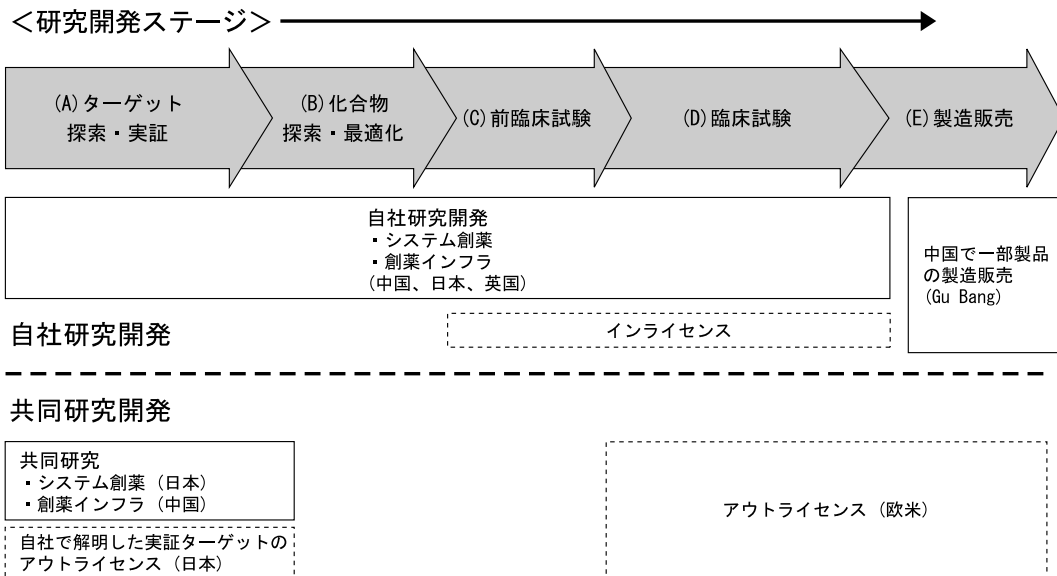 ＜研究開発ステージ＞
(A)ターゲット
探索・実証
(B)化合物
探索・最適化
(C)前臨床試験
(D)臨床試験
(E)製造販売
自社研究開発
・システム創薬
・創薬インフラ
(中国、日本、英国)
中国で一部製品
の製造販売
(Gu Bang)
インライセンス
自社研究開発
共同研究開発
共同研究
・システム創薬（日本）
・創薬インフラ（中国）
自社で解明した実証ターゲットの
アウトライセンス（日本）
アウトライセンス（欧米）